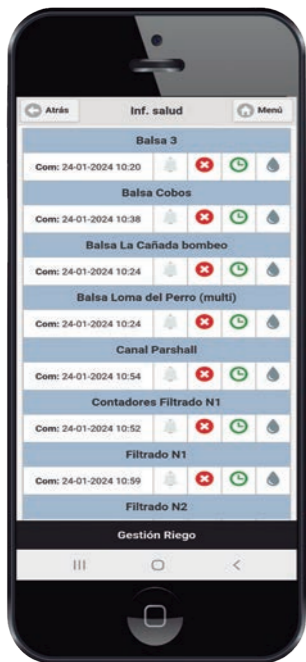 Atrás Inf. salud Menú
Balsa 3
Com: 24-01-2024 10:20
Balsa Cobos
Com: 24-01-2024 10:38
Balsa La Cañada bombeo
Com: 24-01-2024 10:24
Balsa Loma del Perro (multi)
Com: 24-01-2024 10:24
Canal Parshall
Com: 24-01-2024 10:54
Contadores Filtrado N1
Com: 24-01-2024 10:52
Filtrado N1
Com: 24-01-2024 10:59
Filtrado N2
Gestión Riego